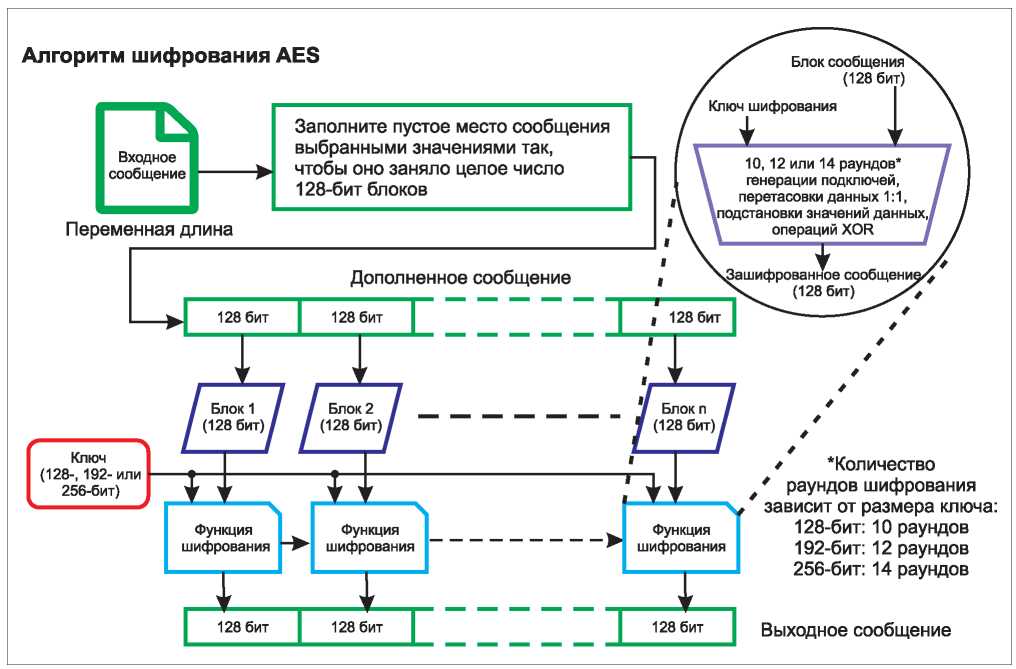 Алгоритм шифрования AES
Входное
сообщение
Переменная длина
Заполните пустое место сообщения
выбранными значениями так,
чтобы оно заняло целое число
128-бит блоков
Блок сообщения
(128 бит)
Ключ шифрования
10, 12 или 14 раундов*
генерации подключей,
перетасовки данных 1:1,
подстановки значений данных,
операций XOR
Зашифрованное сообщение
(128 бит)
Дополненное сообщение
128 бит
128 бит
128 бит
Блок 1
(128 бит)
Блок 2
(128 бит)
Блок n
(128 бит)
Ключ
(128-, 192- или
256-бит)
Функция
шифрования
Функция
шифрования
Функция
шифрования
*Количество
раундов шифрования
зависит от размера ключа:
128-бит: 10 раундов
192-бит: 12 раундов
256-бит: 14 раундов
128 бит
128 бит
128 бит
Выходное сообщение